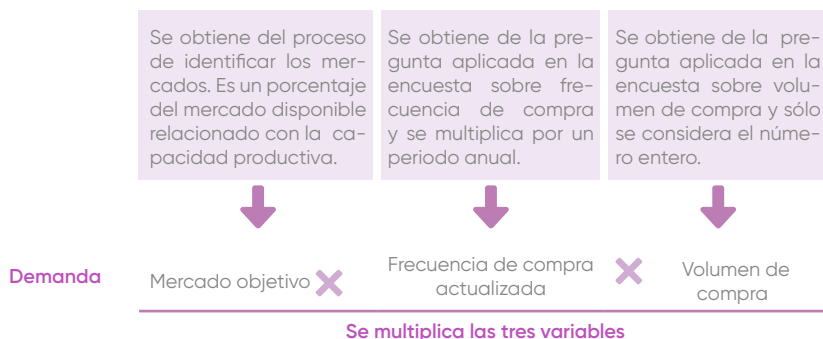 Se obtiene del proceso
de identificar los mer-
cados. Es un porcentaje
del mercado disponible
relacionado con la ca-
pacidad productiva.
Se obtiene de la pre-
gunta aplicada en la
encuesta sobre fre-
cuencia de compra
y se multiplica por un
periodo anual.
Se obtiene de la pre-
gunta aplicada en la
encuesta sobre volu-
men de compra y sólo
se considera el núme-
ro entero.
Demanda
Mercado objetivo
Frecuencia de compra
actualizada
Volumen de
compra
Se multiplica las tres variables